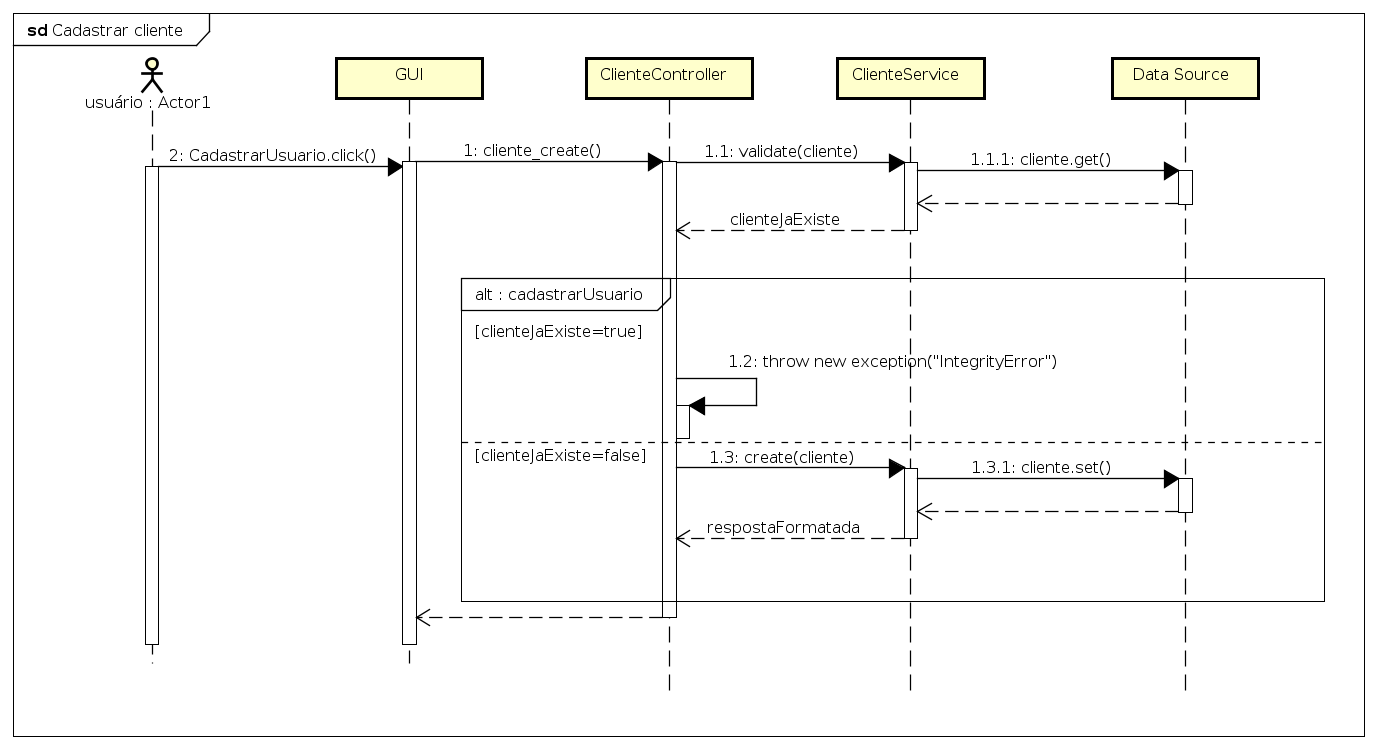 sd Cadastrar cliente
usuário : Actor1
GUI
ClienteController
ClienteService
Data Source
2: CadastrarUsuario.click()
1: cliente_create()
1.1: validate(cliente)
1.1.1: cliente.get()
clienteJaExiste
alt : cadastrarUsuario
[clienteJaExiste=true]
1.2: throw new exception("IntegrityError")
[clienteJaExiste=false]
1.3: create(cliente)
1.3.1: cliente.set()
respostaFormatada